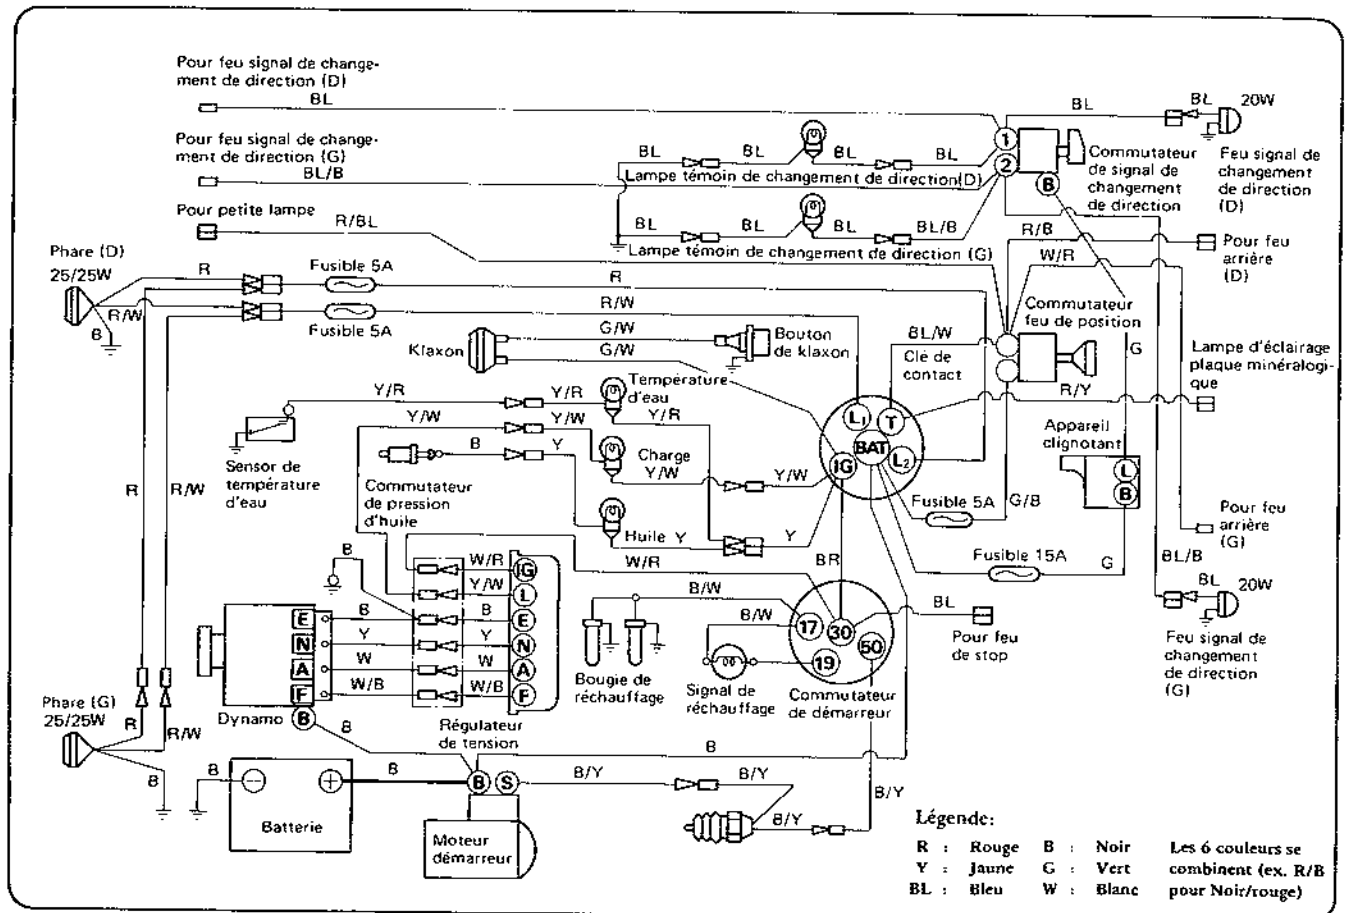 Pour feu signal de change-
ment de direction (D)
BL
BL
BL
20W
Pour feu signal de change-
ment de direction (G)
BL/B
1
2
B
Commutateur
de signal de
changement
de direction
Feu signal de
changement
de direction
(D)
BL
BL
BL
BL
Lampe témoin de changement de direction(D)
Pour petite lampe
R/BL
BL
BL
BL
BL/B
Lampe témoin de changement de direction (G)
R/B
W/R
Pour feu
arrière
(D)
Phare (D)
25/25W
R
R/W
B
Fusible 5A
R
Fusible 5A
R/W
Commutateur
feu de position
Klaxon
G/W
G/W
Bouton
de klaxon
BL/W
Clé de
contact
G
R/Y
Lampe d'éclairage
plaque minéralogi-
que
Y/R
Y/R
Température
d'eau
Y/R
Y/W
Y/W
Sensor de
température
d'eau
B
Y
Charge
Y/W
Y/W
L1
T
BAT
L2
IG
Appareil
clignotant
L
B
Commutateur
de pression
d'huile
Huile
Y
Y
Fusible 5A
G/B
Fusible 15A
G
Pour feu
arrière
(G)
R
R/W
B
W/R
IG
W/R
BR
BL/B
BL
20W
Y/W
L
E
B
B
E
N
Y
Y
N
A
W
W
A
F
W/B
W/B
F
B/W
B/W
17
30
50
19
BL
Pour feu
de stop
Feu signal de
changement
de direction
(G)
Bougie de
réchauffage
Signal de
réchauffage
Commutateur
de démarreur
Phare (G)
25/25W
R
R/W
B
Dynamo
B
B
Régulateur
de tension
B
B
B
B
S
B/Y
B/Y
B/Y
B/Y
Batterie
Moteur
démarreur
Légende:
R : Rouge B : Noir Les 6 couleurs se
Y : Jaune G : Vert combinent (ex. R/B
BL : Bleu W : Blanc pour Noir/rouge)